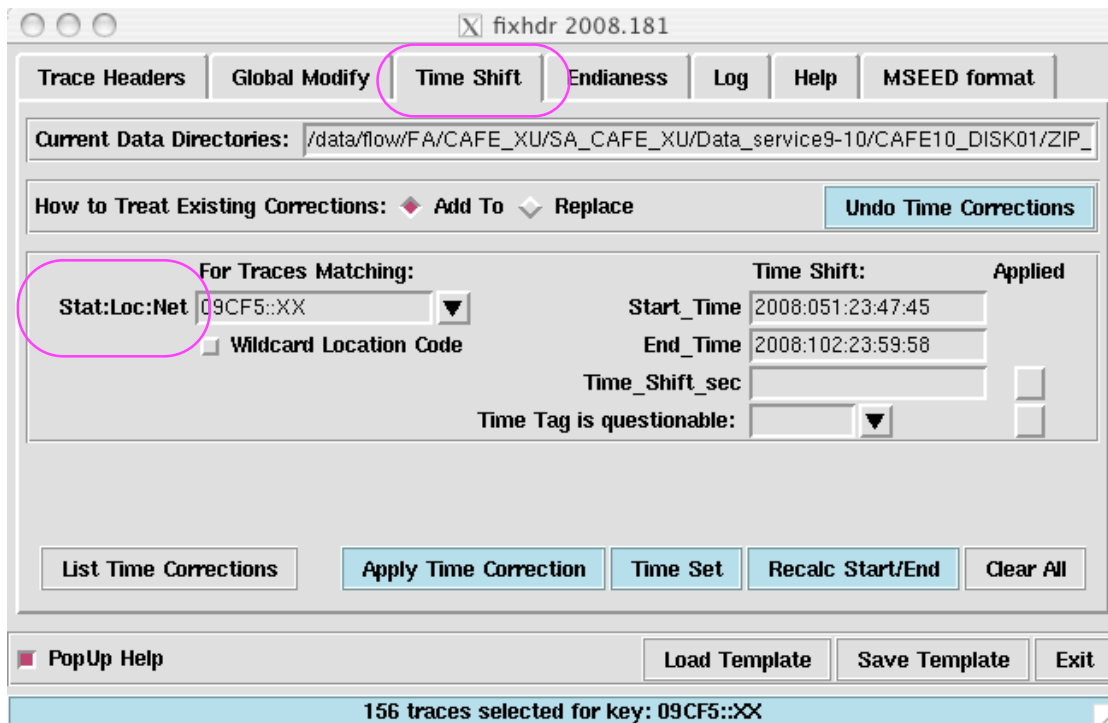 X fixhdr 2008.181
Trace Headers Global Modify Time Shift Endianess Log Help MSEED format
Current Data Directories: /data/flow/FA/CAFE_XU/SA_CAFE_XU/Data_service9-10/CAFE10_DISK01/ZIP_
How to Treat Existing Corrections: Add To Replace Undo Time Corrections
For Traces Matching: Time Shift: Applied
Stat:Loc:Net 09CF5::XX Start_Time 2008:051:23:47:45
Wildcard Location Code End_Time 2008:102:23:59:58
Time_Shift_sec
Time Tag is questionable:
List Time Corrections Apply Time Correction Time Set Recalc Start/End Clear All
PopUp Help Load Template Save Template Exit
156 traces selected for key: 09CF5::XX